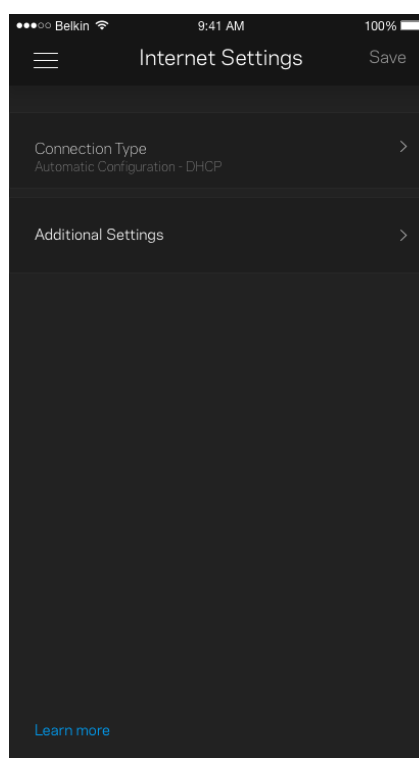 Belkin 9:41 AM 100%
Internet Settings Save
Connection Type
Automatic Configuration - DHCP
Additional Settings
Learn more